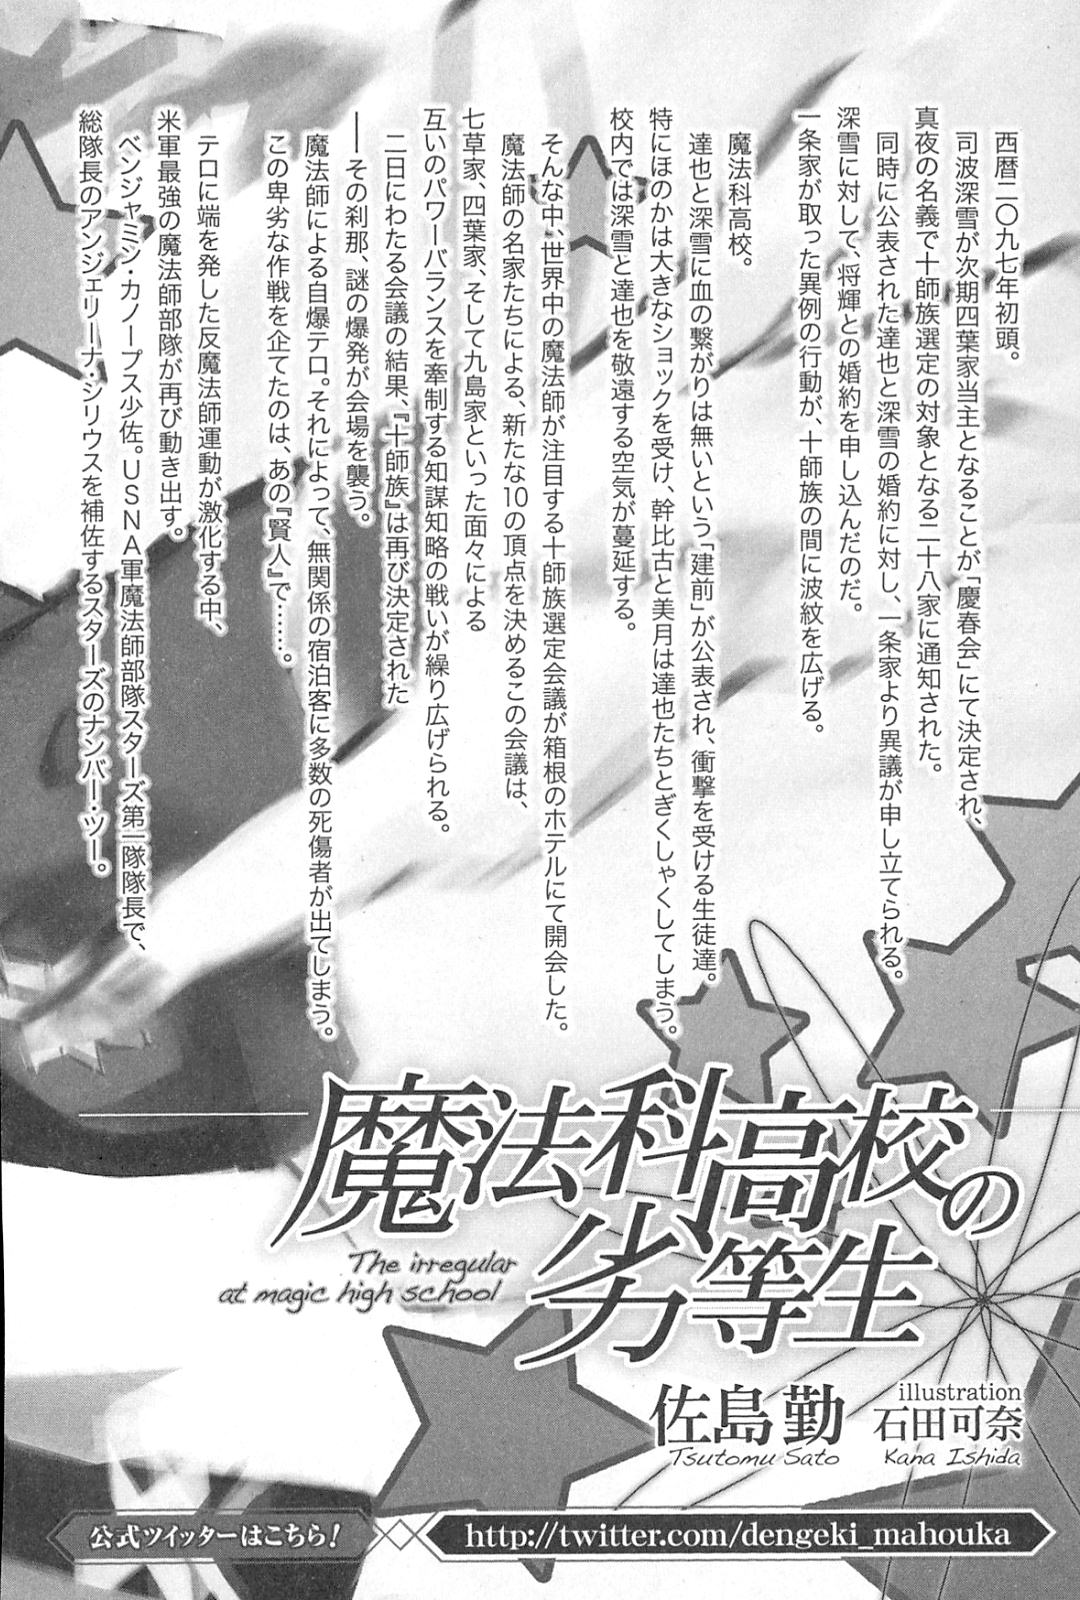 西暦二〇九七年初頭。
司波深雪が次期四葉家当主となることが「慶春会」にて決定され、
真夜の名義で十師族選定の対象となる二十八家に通知された。
同時に公表された達也と深雪の婚約に対し、一条家より異議が申し立てられる。
深雪に対して、将輝との婚約を申し込んだのだ。
一条家が取った異例の行動が、十師族の間に波紋を広げる。
魔法科高校。
達也と深雪に血の繋がりは無いという「建前」が公表され、衝撃を受ける生徒達。
特にほのかは大きなショックを受け、幹比古と美月は達也たちとぎくしゃくしてしまう。
校内では深雪と達也を敬遠する空気が蔓延する。
そんな中、世界中の魔法師が注目する十師族選定会議が箱根のホテルにて開会した。
魔法師の名家たちによる、新たな10の頂点を決めるこの会議は、
七草家、四葉家、そして九島家といった面々による
互いのパワーバランスを牽制する知謀知略の戦いが繰り広げられる。
二日にわたる会議の結果、『十師族』は再び決定された
――その刹那、謎の爆発が会場を襲う。
魔法師による自爆テロ。それによって、無関係の宿泊客に多数の死傷者が出てしまう。
この卑劣な作戦を企てたのは、あの『賢人』で……。
テロに端を発した反魔法師運動が激化する中、
米軍最強の魔法師部隊が再び動き出す。
ベンジャミン・カノープス少佐。USNA軍魔法師部隊スターズ第一隊隊長で、
総隊長のアンジェリーナ・シリウスを補佐するスターズのナンバー・ツー。
魔法科高校の
劣等生
The irregular
at magic high school
佐島 勤
Tsutomu Sato
illustration
石田可奈
Kana Ishida
公式ツイッターはこちら！
http://twitter.com/dengeki_mahouka